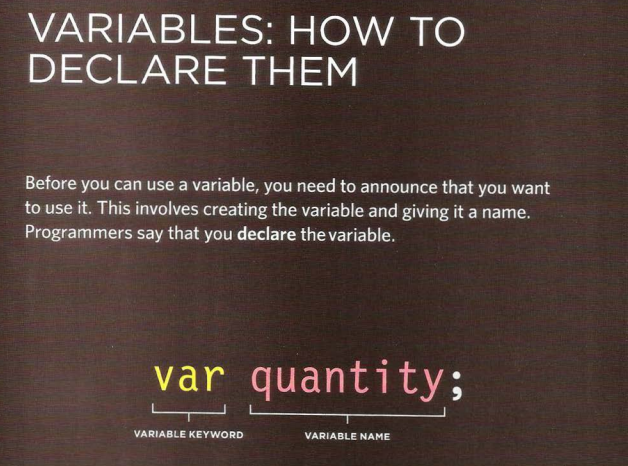 VARIABLES: HOW TO
DECLARE THEM
Before you can use a variable, you need to announce that you want
to use it. This involves creating the variable and giving it a name.
Programmers say that you declare the variable.
var quantity;
VARIABLE KEYWORD VARIABLE NAME